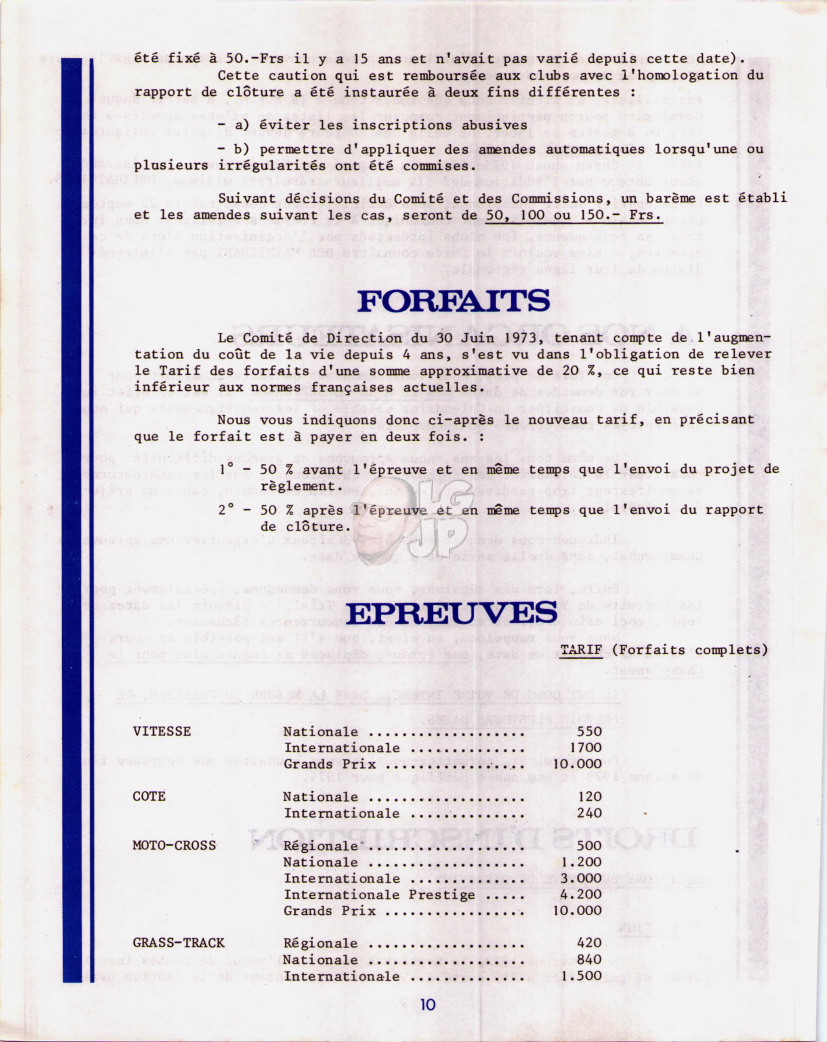 été fixé à 50.-Frs il y a 15 ans et n'avait pas varié depuis cette date).
Cette caution qui est remboursée aux clubs avec l'homologation du
rapport de clôture a été instaurée à deux fins différentes :
- a) éviter les inscriptions abusives
- b) permettre d'appliquer des amendes automatiques lorsqu'une ou
plusieurs irrégularités ont été commises.
Suivant décisions du Comité et des Commissions, un barème est établi
et les amendes suivant les cas, seront de 50, 100 ou 150.- Frs.
FORFAITS
Le Comité de Direction du 30 Juin 1973, tenant compte de l'augmen-
tation du coût de la vie depuis 4 ans, s'est vu dans l'obligation de relever
le Tarif des forfaits d'une somme approximative de 20 %, ce qui reste bien
inférieur aux normes françaises actuelles.
Nous vous indiquons donc ci-après le nouveau tarif, en précisant
que le forfait est à payer en deux fois. :
1° - 50 % avant l'épreuve et en même temps que l'envoi du projet de
règlement.
2° - 50 % après l'épreuve et en même temps que l'envoi du rapport
de clôture.
LG
JP
EPREUVES
TARIF (Forfaits complets)
VITESSE Nationale ................... 550
Internationale .............. 1700
Grands Prix ................. 10.000
COTE Nationale ................... 120
Internationale .............. 240
MOTO-CROSS Régionale ................... 500
Nationale ................... 1.200
Internationale .............. 3.000
Internationale Prestige ..... 4.200
Grands Prix ................. 10.000
GRASS-TRACK Régionale ................... 420
Nationale ................... 840
Internationale .............. 1.500
10